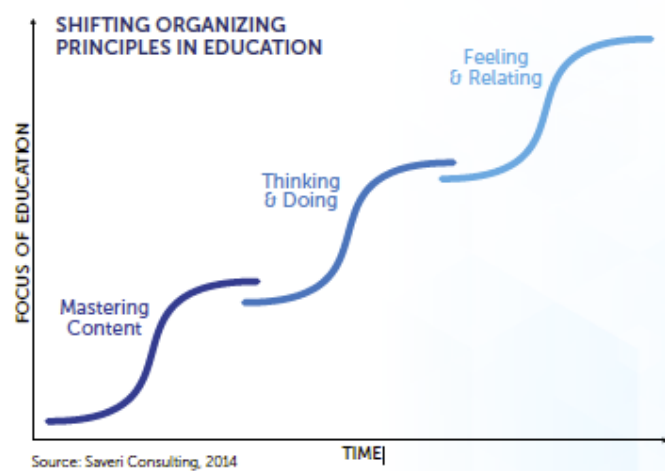 SHIFTING ORGANIZING
PRINCIPLES IN EDUCATION
Feeling
& Relating
Thinking
& Doing
Mastering
Content
FOCUS OF EDUCATION
TIME
Source: Saveri Consulting, 2014